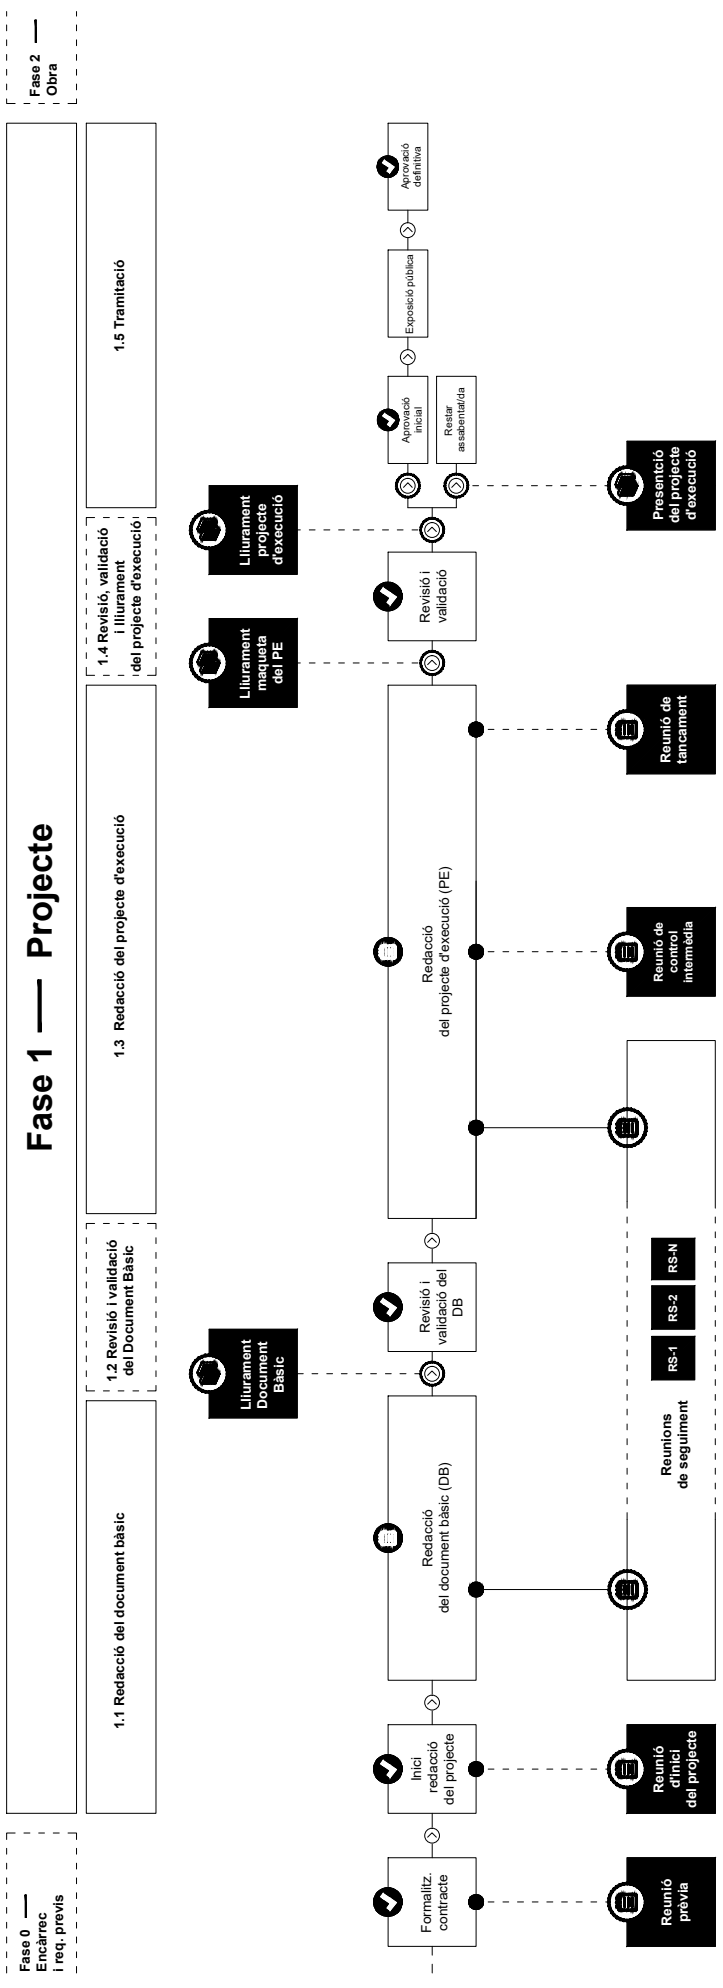 Fase 0 —
Encàrrec
i req. previs
Fase 1 — Projecte
Fase 2 —
Obra
1.1 Redacció del document bàsic
1.2 Revisió i validació
del Document Bàsic
1.3 Redacció del projecte d'execució
1.4 Revisió, validació
i lliurament
del projecte d'execució
1.5 Tramitació
Lliurament
Document
Bàsic
Lliurament
maqueta
del PE
Lliurament
projecte
d'execució
Formalitz.
contracte
Inici
redacció
del projecte
Redacció
del document bàsic (DB)
Revisió i
validació del
DB
Redacció
del projecte d'execució (PE)
Revisió i
validació
Aprovació
inicial
Restar
assabentat/da
Exposició pública
Aprovació
definitiva
Reunió
prèvia
Reunió
d'inici
del projecte
Reunions
de seguiment
RS-1
RS-2
RS-N
Reunió de
control
intermèdia
Reunió de
tancament
Presentció
del projecte
d'execució